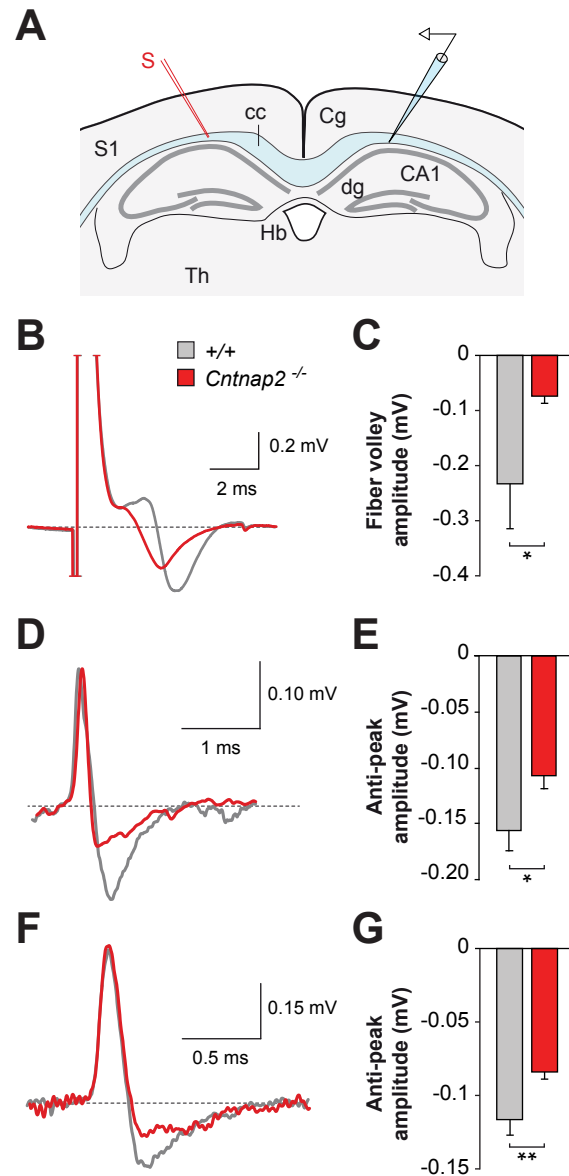 A
S
cc
Cg
S1
CA1
dg
Hb
Th
B
+/+
Cntnap2 -/-
0.2 mV
2 ms
C
Fiber volley
amplitude (mV)
0
-0.1
-0.2
-0.3
-0.4
*
D
0.10 mV
1 ms
E
Anti-peak
amplitude (mV)
0
-0.05
-0.10
-0.15
-0.20
*
F
0.15 mV
0.5 ms
G
Anti-peak
amplitude (mV)
0
-0.05
-0.1
-0.15
**